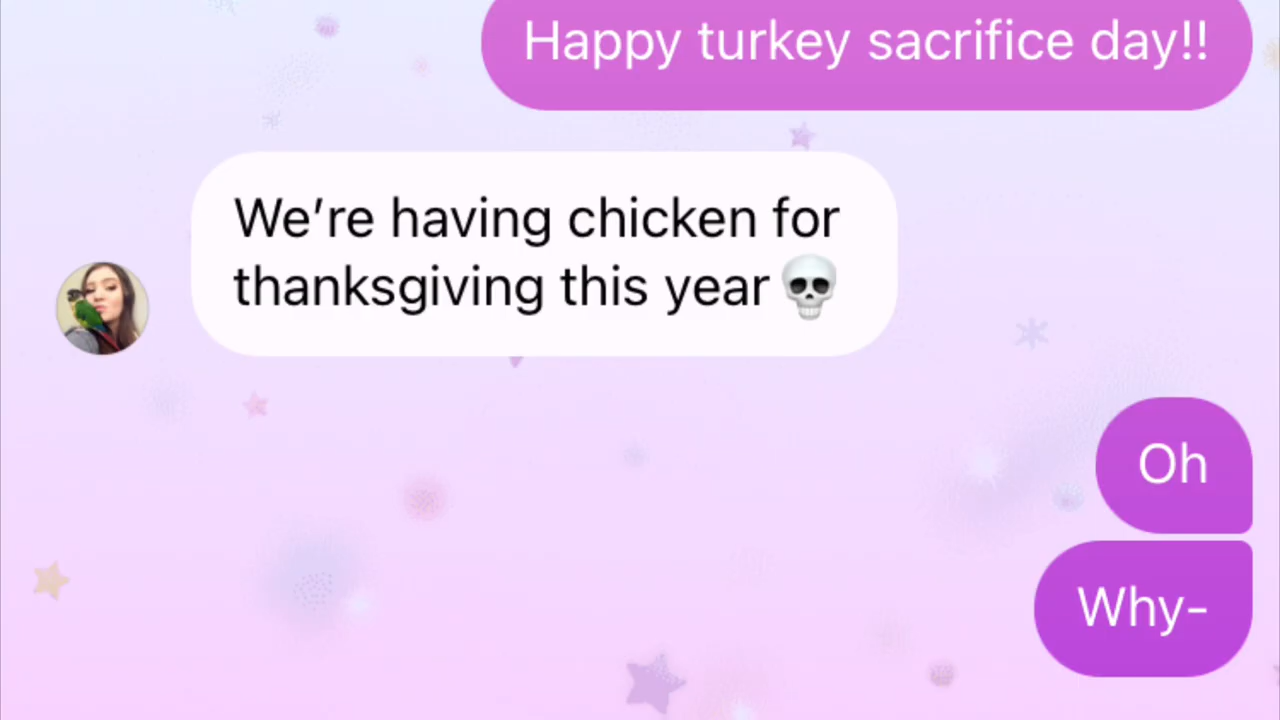 Happy turkey sacrifice day!!
We’re having chicken for
thanksgiving this year💀
Oh
Why-